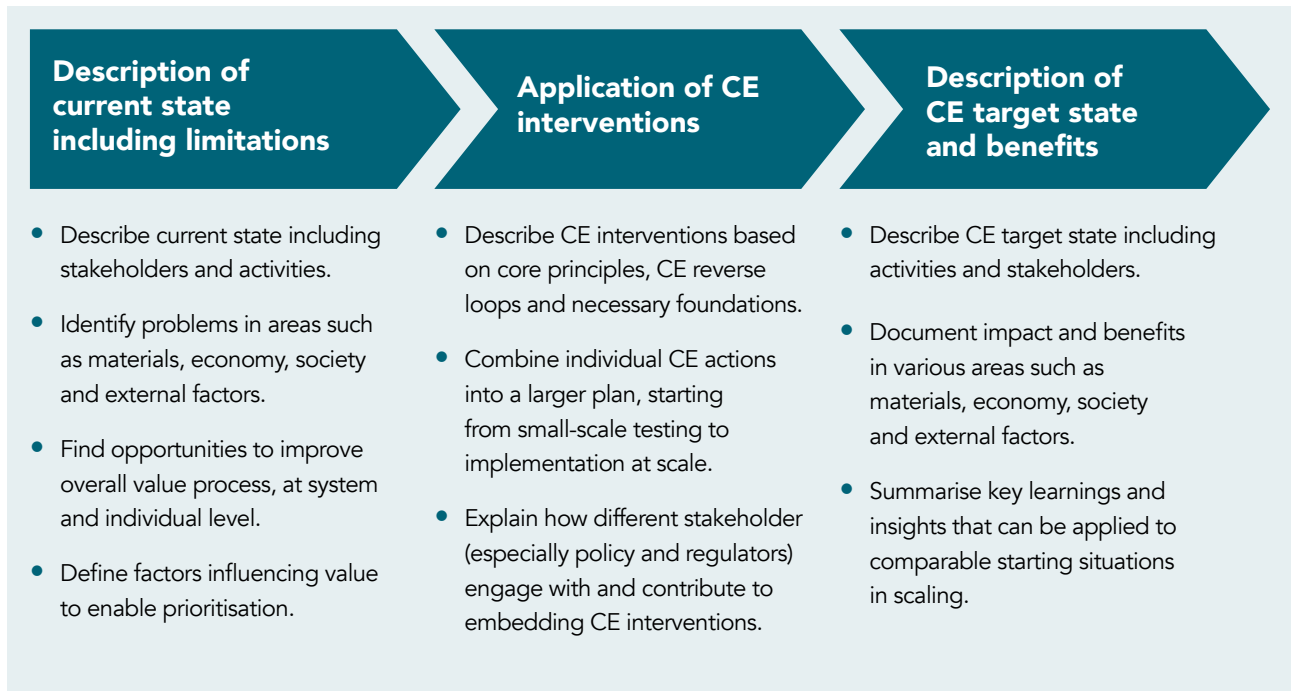 Description of
current state
including limitations
• Describe current state including
stakeholders and activities.
• Identify problems in areas such
as materials, economy, society
and external factors.
• Find opportunities to improve
overall value process, at system
and individual level.
• Define factors influencing value
to enable prioritisation.
Application of CE
interventions
• Describe CE interventions based
on core principles, CE reverse
loops and necessary foundations.
• Combine individual CE actions
into a larger plan, starting
from small-scale testing to
implementation at scale.
• Explain how different stakeholder
(especially policy and regulators)
engage with and contribute to
embedding CE interventions.
Description of
CE target state
and benefits
• Describe CE target state including
activities and stakeholders.
• Document impact and benefits
in various areas such as
materials, economy, society
and external factors.
• Summarise key learnings and
insights that can be applied to
comparable starting situations
in scaling.